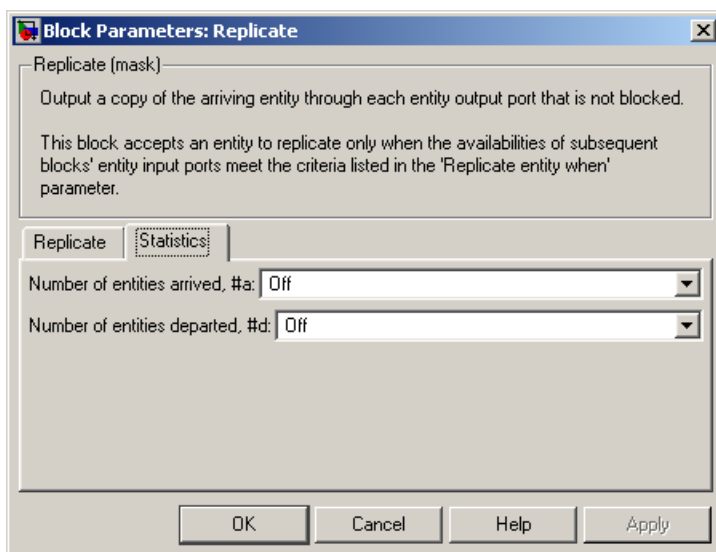 Block Parameters: Replicate
Replicate (mask)
Output a copy of the arriving entity through each entity output port that is not blocked.
This block accepts an entity to replicate only when the availabilities of subsequent
blocks' entity input ports meet the criteria listed in the 'Replicate entity when'
parameter.
Replicate Statistics
Number of entities arrived, #a: Off
Number of entities departed, #d: Off
OK Cancel Help Apply